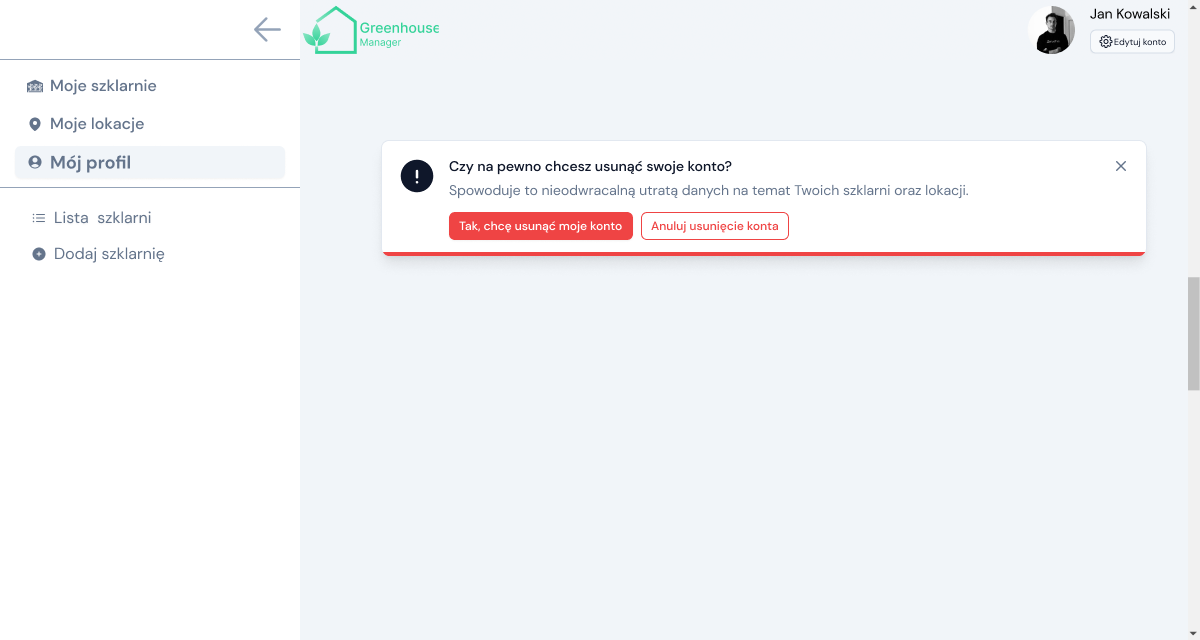 Greenhouse
Manager
Jan Kowalski
Edytuj konto
Moje szklarnie
Moje lokacje
Mój profil
Lista szklarni
Dodaj szklarnię
Czy na pewno chcesz usunąć swoje konto?
Spowoduje to nieodwracalną utratą danych na temat Twoich szklarni oraz lokacji.
Tak, chcę usunąć moje konto
Anuluj usunięcie konta